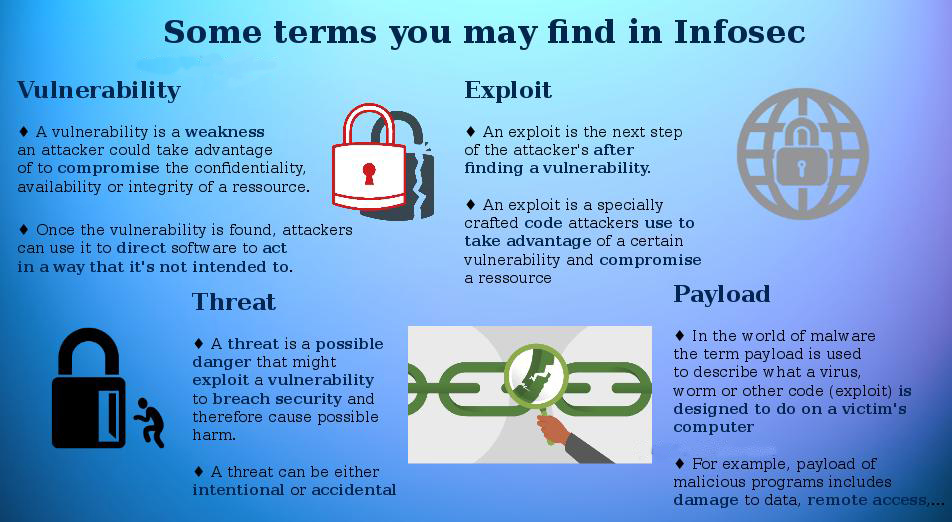 Some terms you may find in Infosec
Vulnerability
♦ A vulnerability is a weakness
an attacker could take advantage
of to compromise the confidentiality,
availability or integrity of a ressource.
♦ Once the vulnerability is found, attackers
can use it to direct software to act
in a way that it's not intended to.
Exploit
♦ An exploit is the next step
of the attacker's after
finding a vulnerability.
♦ An exploit is a specially
crafted code attackers use to
take advantage of a certain
vulnerability and compromise
a ressource
Threat
♦ A threat is a possible
danger that might
exploit a vulnerability
to breach security and
therefore cause possible
harm.
♦ A threat can be either
intentional or accidental
Payload
♦ In the world of malware
the term payload is used
to describe what a virus,
worm or other code (exploit) is
designed to do on a victim's
computer
♦ For example, payload of
malicious programs includes
damage to data, remote access,...